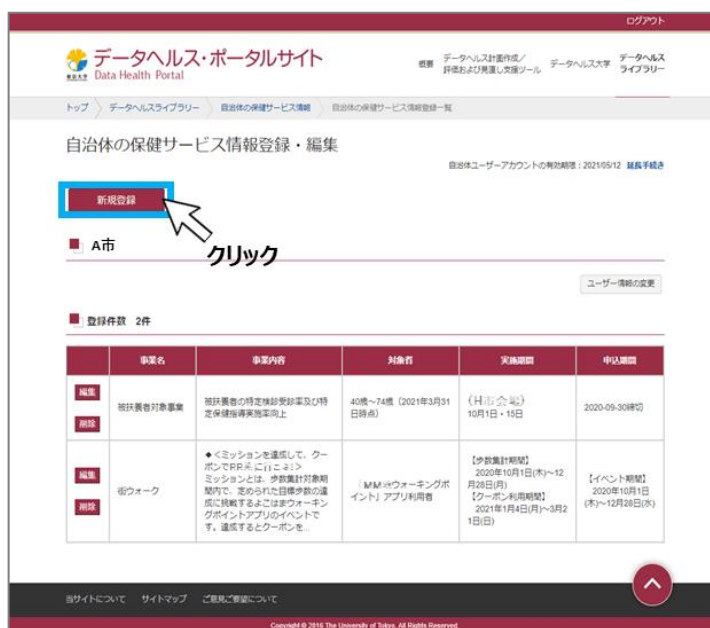 ログアウト
データヘルス・ポータルサイト
Data Health Portal
東京大学
概要
データヘルス計画作成／
評価および見直し支援ツール
データヘルス大学
データヘルス
ライブラリー
トップ
データヘルスライブラリー
自治体の保健サービス情報
自治体の保健サービス情報登録一覧
自治体の保健サービス情報登録・編集
自治体ユーザーアカウントの有効期限：2021/05/12 延長手続き
新規登録
クリック
A市
ユーザー情報の変更
登録件数 2件
事業名 事業内容 対象者 実施期間 申込期間
編集
削除
被扶養者対象事業
被扶養者の特定検診受診率及び特
定保健指導実施率向上
40歳～74歳（2021年3月31
日時点）
（H市会場）
10月1日・15日
2020-09-30締切
編集
削除
街ウォーク
◆<ミッションを達成して、クー
ポンで
ミッションとは、歩数集計対象期
間内で、定められた目標歩数の達
成に挑戦するよこはまウォーキン
グポイントアプリのイベントで
す。達成するとクーポンを...
ウォーキングポ
イント」アプリ利用者
【歩数集計期間】
2020年10月1日(木)～12
月28日(月)
【クーポン利用期間】
2021年1月4日(月)～3月2
1日(日)
【イベント期間】
2020年10月1日
(木)～12月28日(水)
当サイトについて サイトマップ ご意見ご要望について
Copyright © 2016 The University of Tokyo. All Rights Reserved.